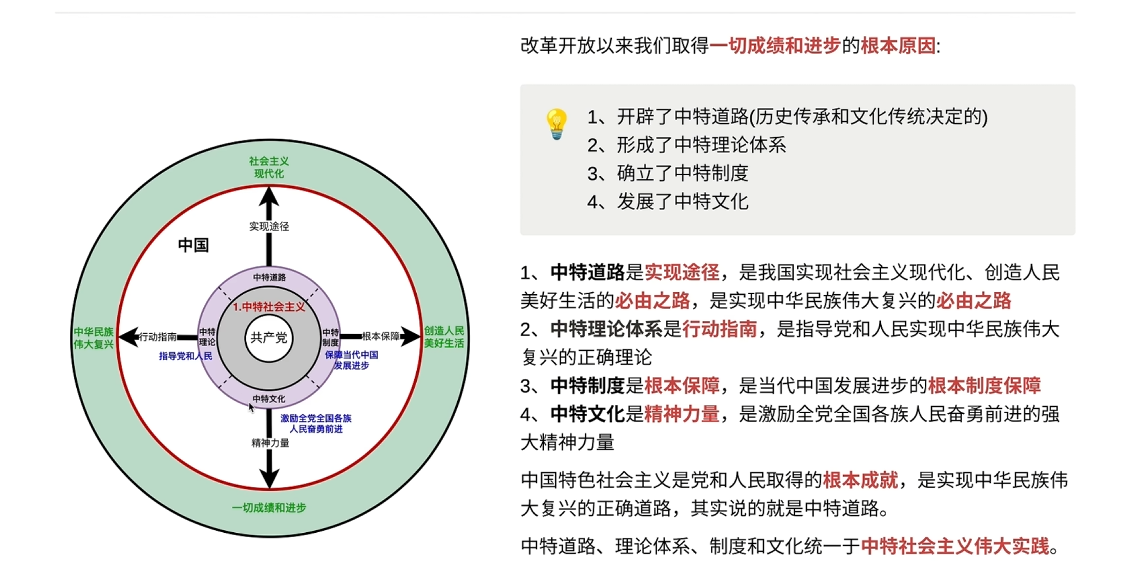 改革开放以来我们取得一切成绩和进步的根本原因:
1、开辟了中特道路(历史传承和文化传统决定的)
2、形成了中特理论体系
3、确立了中特制度
4、发展了中特文化
社会主义
现代化
实现途径
中国
中特道路
1.中特社会主义
中华民族
伟大复兴
行动指南
中特
理论
共产党
中特
制度
根本保障
创造人民
美好生活
指导党和人民
保障当代中国
发展进步
中特文化
激励全党全国各族
人民奋勇前进
精神力量
一切成绩和进步
1、中特道路是实现途径，是我国实现社会主义现代化、创造人民
美好生活的必由之路，是实现中华民族伟大复兴的必由之路
2、中特理论体系是行动指南，是指导党和人民实现中华民族伟大
复兴的正确理论
3、中特制度是根本保障，是当代中国发展进步的根本制度保障
4、中特文化是精神力量，是激励全党全国各族人民奋勇前进的强
大精神力量
中国特色社会主义是党和人民取得的根本成就，是实现中华民族伟
大复兴的正确道路，其实说的就是中特道路。
中特道路、理论体系、制度和文化统一于中特社会主义伟大实践。